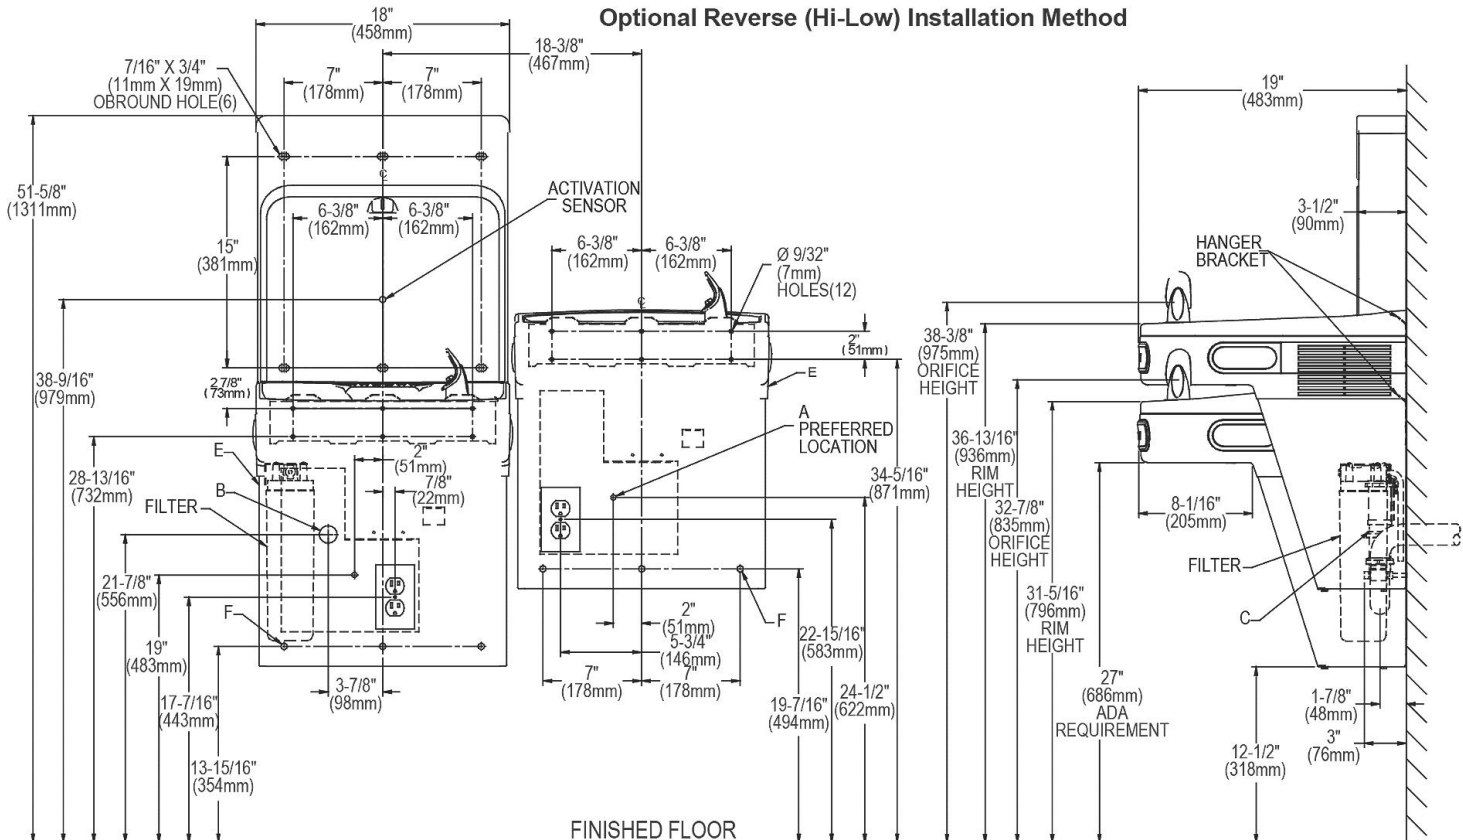 Optional Reverse (Hi-Low) Installation Method
18"
(458mm)
18-3/8"
(467mm)
7/16" X 3/4"
(11mm X 19mm)
OBROUND HOLE(6)
7"
(178mm)
7"
(178mm)
19"
(483mm)
51-5/8"
(1311mm)
ACTIVATION
SENSOR
6-3/8"
(162mm)
6-3/8"
(162mm)
3-1/2"
(90mm)
15"
(381mm)
6-3/8"
(162mm)
6-3/8"
(162mm)
Ø 9/32"
(7mm)
HOLES(12)
HANGER
BRACKET
38-9/16"
(979mm)
2 7/8"
(73mm)
2"
(51mm)
E
38-3/8"
(975mm)
ORIFICE
HEIGHT
A
PREFERRED
LOCATION
36-13/16"
(936mm)
RIM
HEIGHT
28-13/16"
(732mm)
E
B
FILTER
2"
(51mm)
7/8"
(22mm)
34-5/16"
(871mm)
32-7/8"
(835mm)
ORIFICE
HEIGHT
8-1/16"
(205mm)
FILTER
21-7/8"
(556mm)
F
31-5/16"
(796mm)
RIM
HEIGHT
C
19"
(483mm)
2"
(51mm)
F
5-3/4"
(146mm)
22-15/16"
(583mm)
7"
(178mm)
7"
(178mm)
3-7/8"
(98mm)
17-7/16"
(443mm)
19-7/16"
(494mm)
24-1/2"
(622mm)
27"
(686mm)
ADA
REQUIREMENT
1-7/8"
(48mm)
3"
(76mm)
13-15/16"
(354mm)
12-1/2"
(318mm)
FINISHED FLOOR